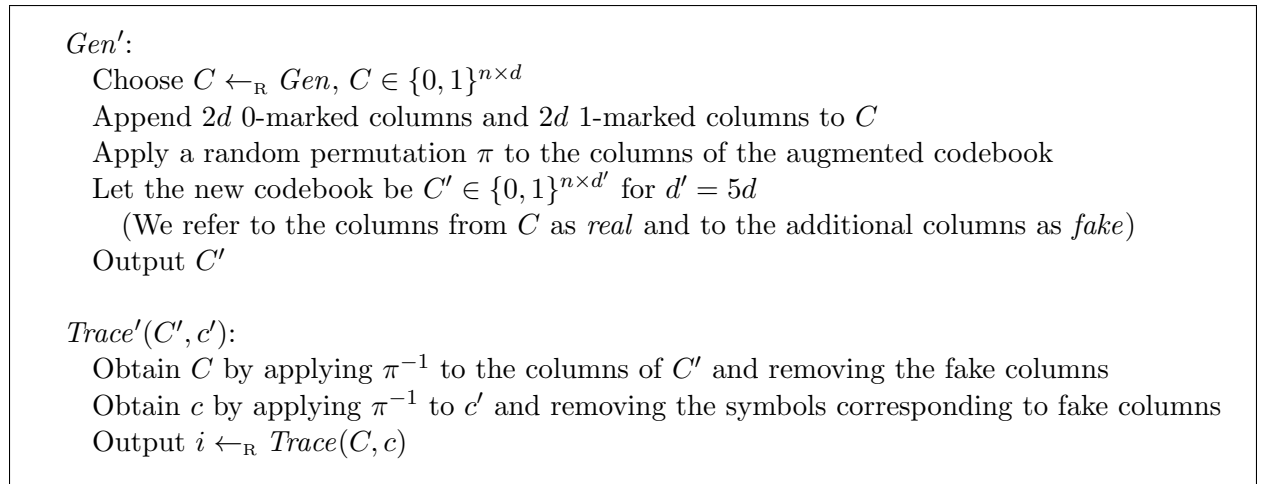 Gen′:
Choose C ←R Gen, C ∈ {0, 1}^{n×d}
Append 2d 0-marked columns and 2d 1-marked columns to C
Apply a random permutation π to the columns of the augmented codebook
Let the new codebook be C′ ∈ {0, 1}^{n×d′} for d′ = 5d
(We refer to the columns from C as real and to the additional columns as fake)
Output C′
Trace′(C′, c′):
Obtain C by applying π⁻¹ to the columns of C′ and removing the fake columns
Obtain c by applying π⁻¹ to c′ and removing the symbols corresponding to fake columns
Output i ←R Trace(C, c)